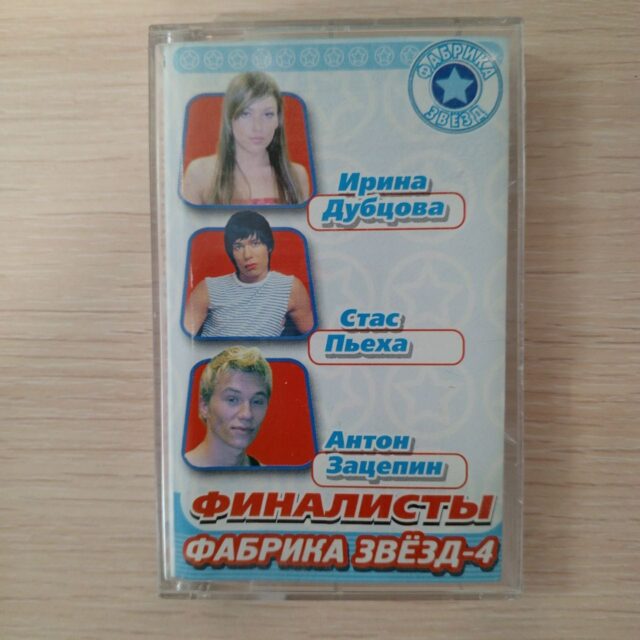 ФАБРИКА
ЗВЁЗД
Ирина
Дубцова
Стас
Пьеха
Антон
Зацепин
ФИНАЛИСТЫ
ФАБРИКА ЗВЁЗД-4